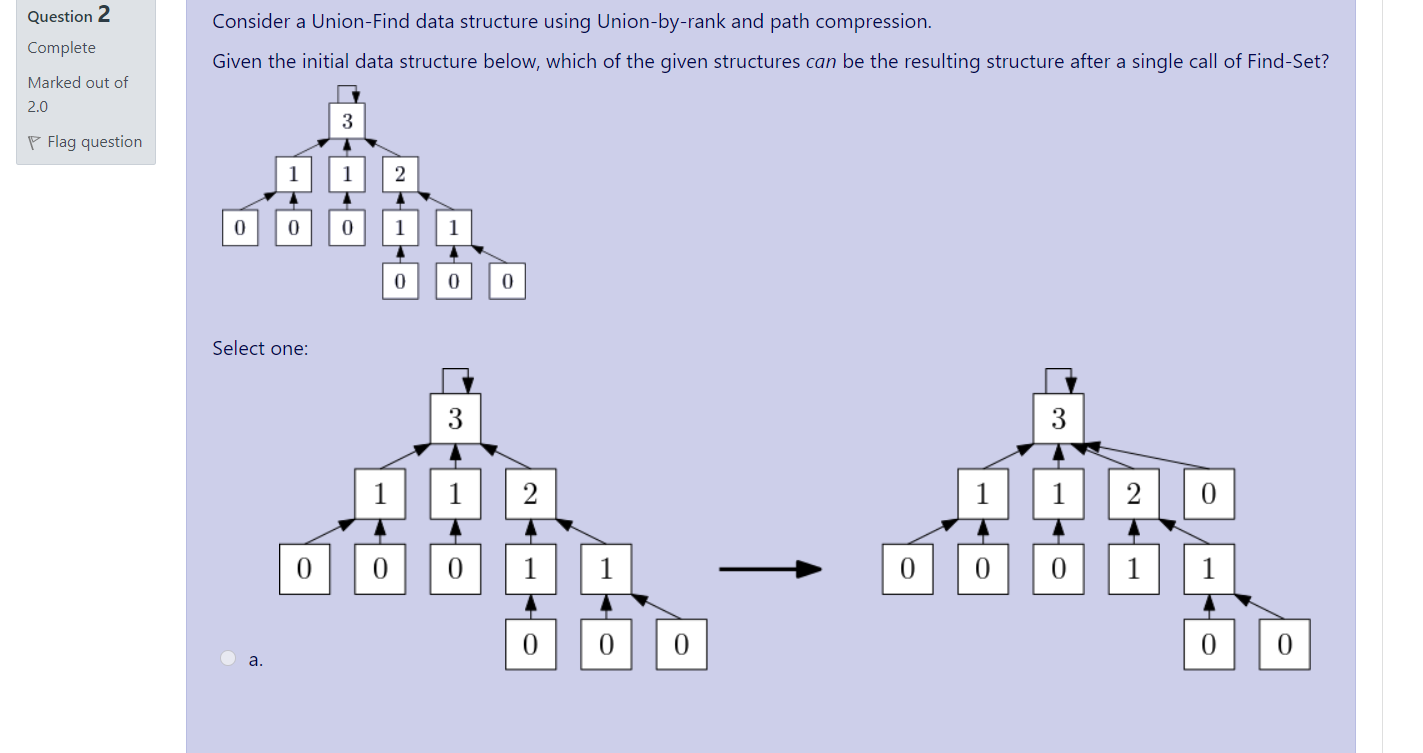 Question 2
Complete
Marked out of
2.0
Flag question
Consider a Union-Find data structure using Union-by-rank and path compression.
Given the initial data structure below, which of the given structures can be the resulting structure after a single call of Find-Set?
3
1 1 2
0 0 0 1 1
0 0 0
Select one:
3 3
1 1 2 1 1 2 0
0 0 0 1 1 0 0 0 1 1
0 0 0 0 0
a.